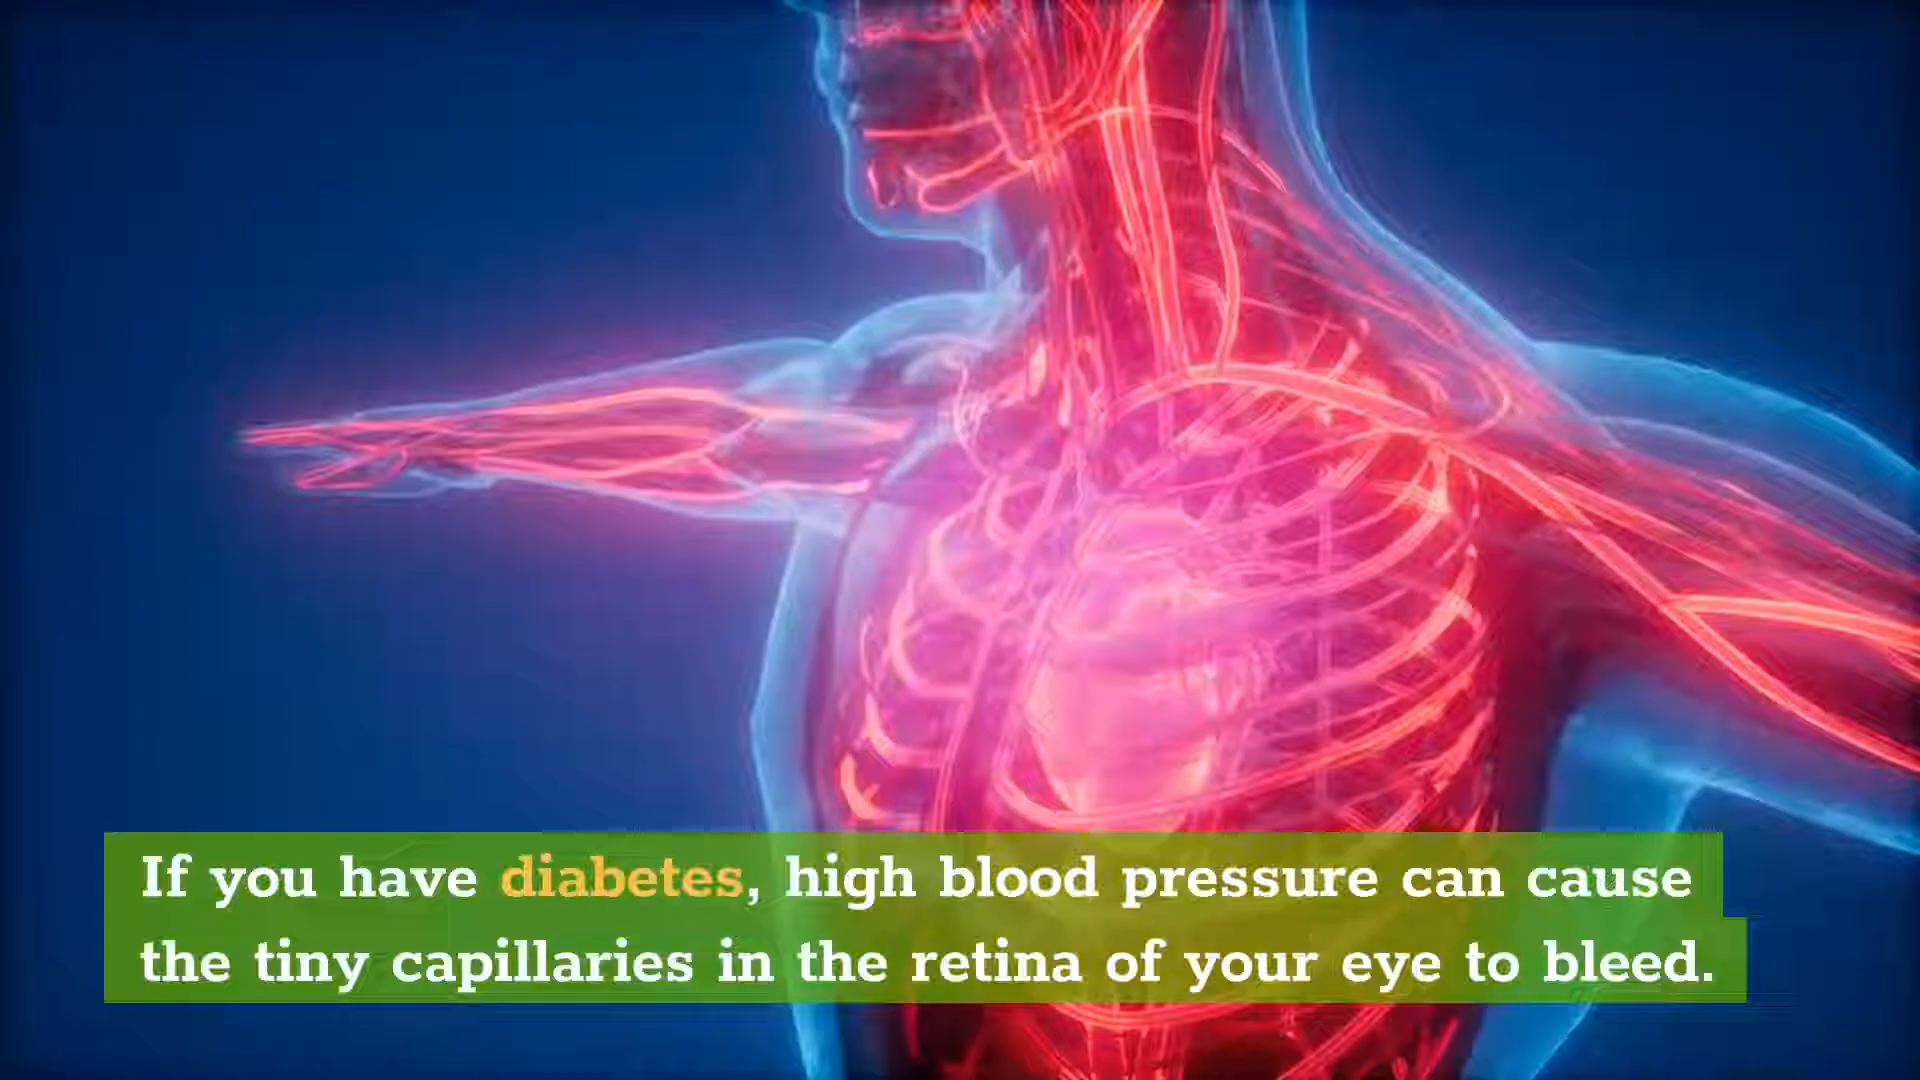 If you have diabetes, high blood pressure can cause
the tiny capillaries in the retina of your eye to bleed.